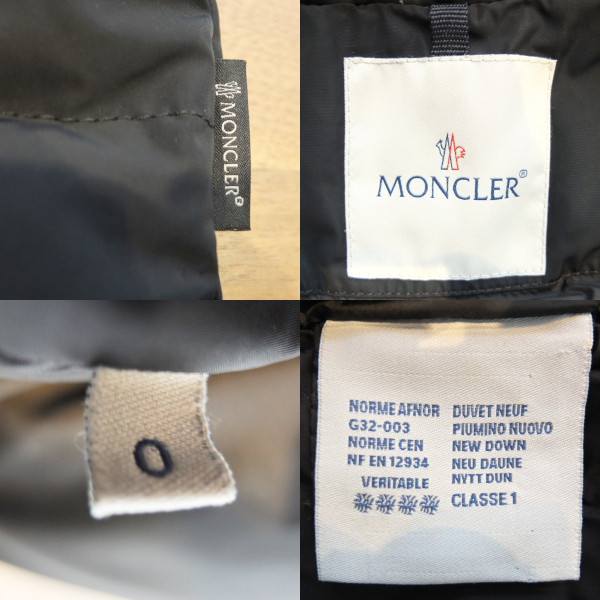 MONCLER®
MONCLER®
0
NORME AFNOR
G32-003
NORME CEN
NF EN 12934
VERITABLE
DUVET NEUF
PIUMINO NUOVO
NEW DOWN
NEU DAUNE
NYTT DUN
CLASSE 1